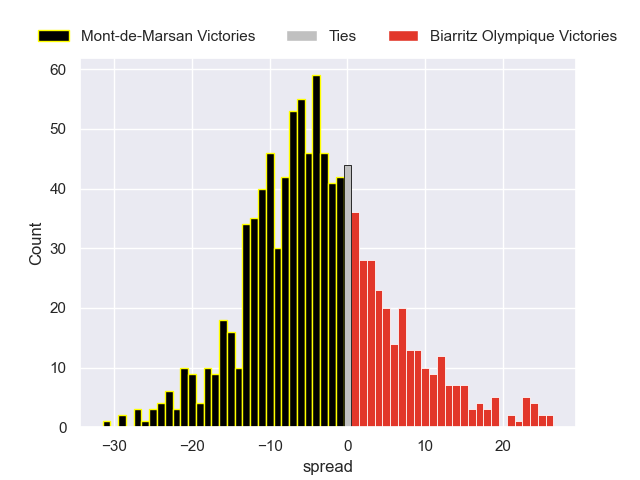 Mont-de-Marsan Victories Ties Biarritz Olympique Victories
60
50
40
30
20
10
0
Count
−30 −20 −10 0 10 20
spread